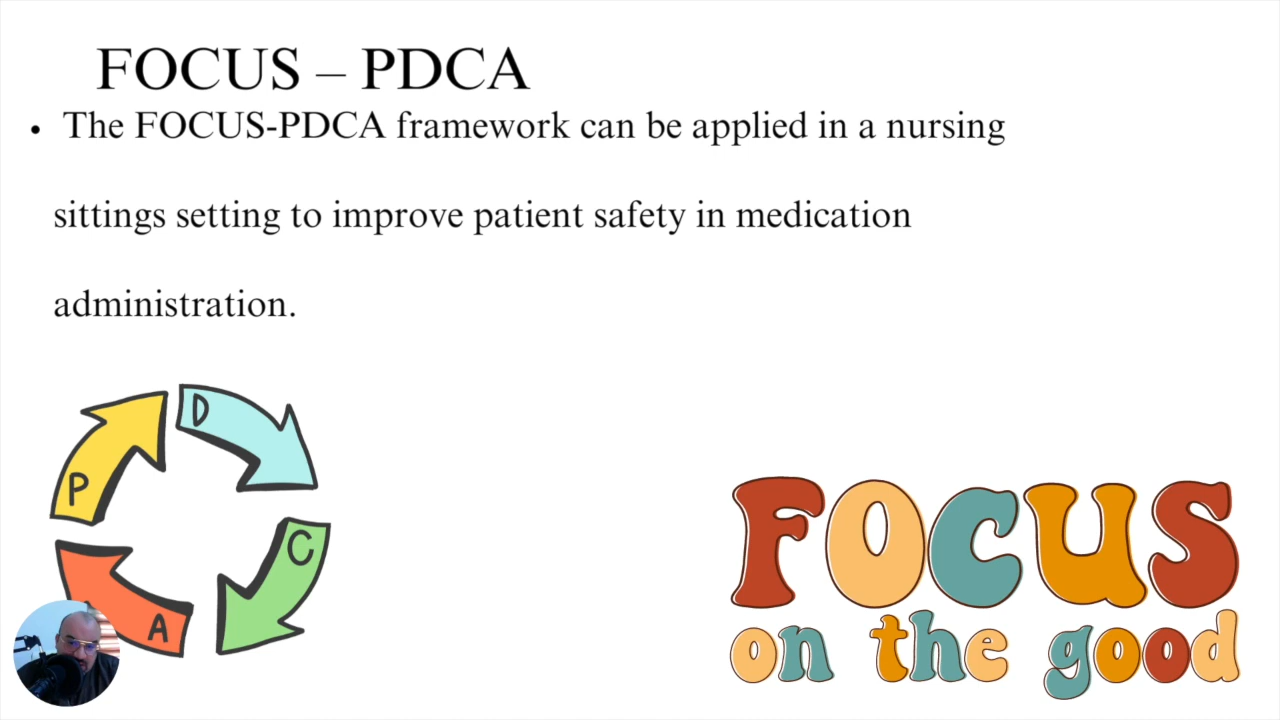 FOCUS – PDCA
• The FOCUS-PDCA framework can be applied in a nursing
sittings setting to improve patient safety in medication
administration.
P
D
C
A
FOCUS
on the good